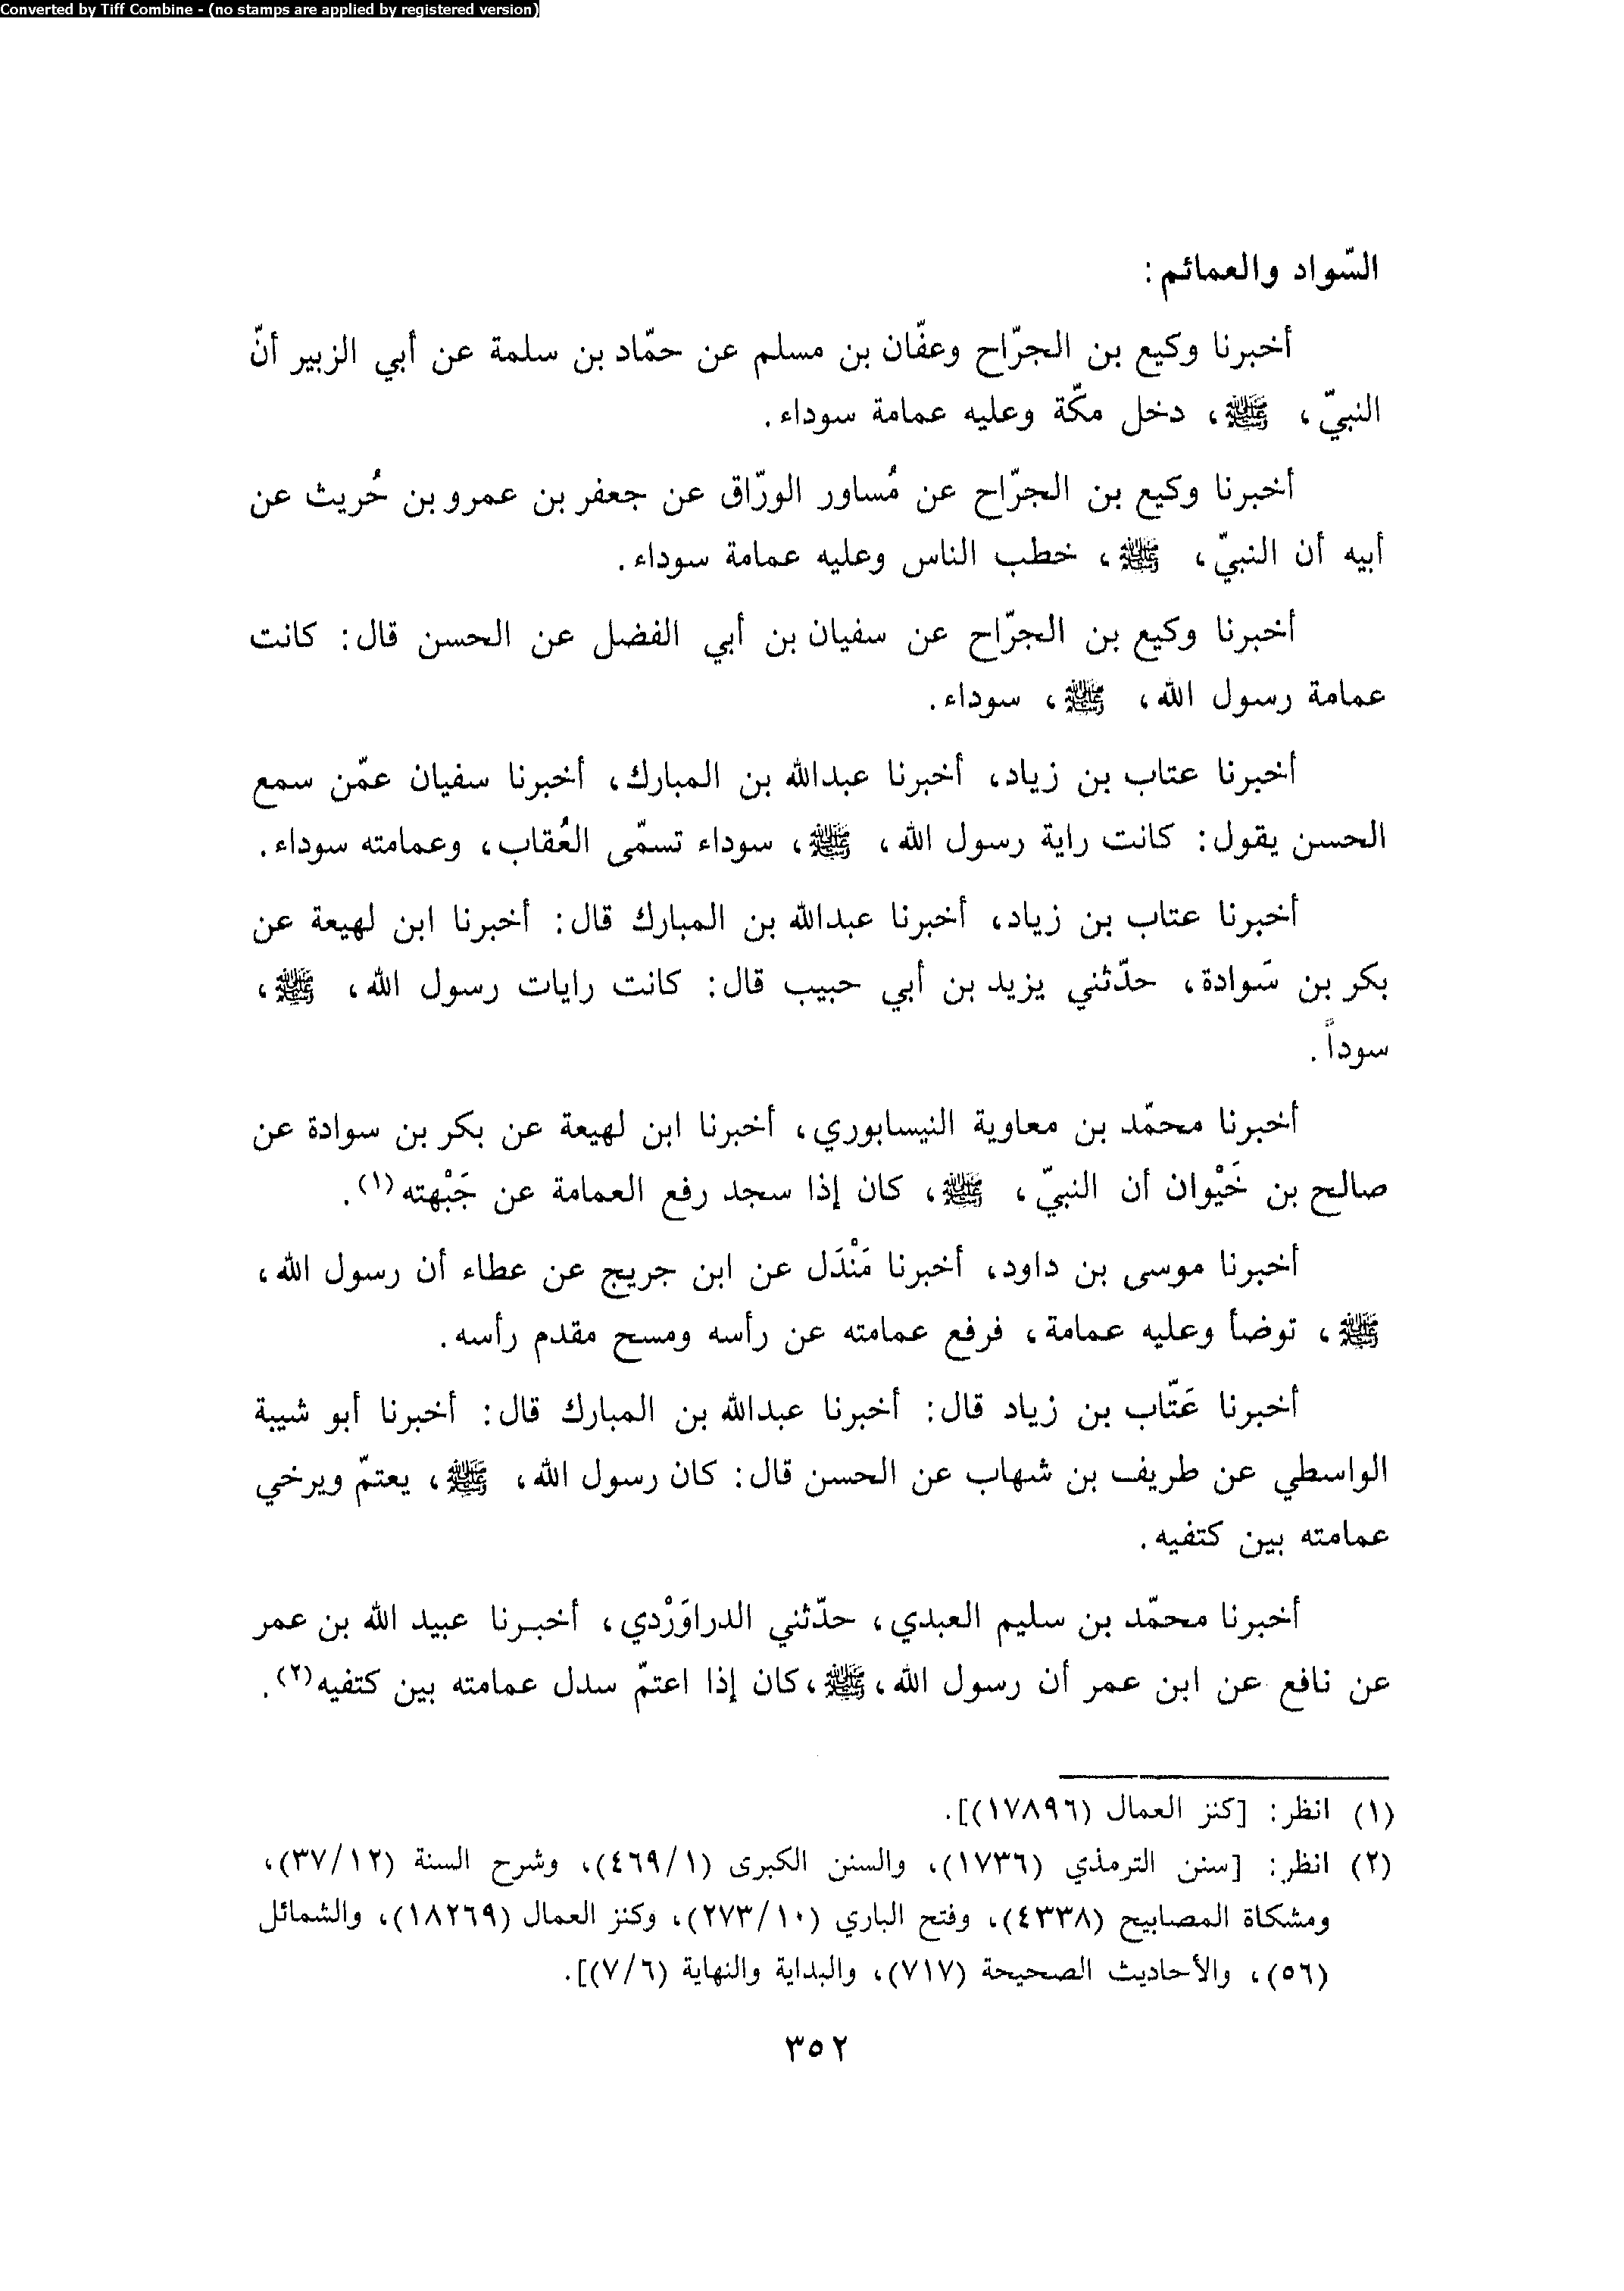 Converted by Tiff Combine - (no stamps are applied by registered version)
السّواد والعمائم:
أخبرنا وكيع بن الجرّاح وعفّان بن مسلم عن حمّاد بن سلمة عن أبي الزبير أنّ
النبيّ، ﷺ، دخل مكّة وعليه عمامة سوداء.
أخبرنا وكيع بن الجرّاح عن مُساور الورّاق عن جعفر بن عمرو بن حُريث عن
أبيه أن النبيّ، ﷺ، خطب الناس وعليه عمامة سوداء.
أخبرنا وكيع بن الجرّاح عن سفيان بن أبي الفضل عن الحسن قال: كانت
عمامة رسول الله، ﷺ، سوداء.
أخبرنا عتاب بن زياد، أخبرنا عبدالله بن المبارك، أخبرنا سفيان عمّن سمع
الحسن يقول: كانت راية رسول الله، ﷺ، سوداء تسمّى العُقاب، وعمامته سوداء.
أخبرنا عتاب بن زياد، أخبرنا عبدالله بن المبارك قال: أخبرنا ابن لهيعة عن
بكر بن سَوادة، حدّثني يزيد بن أبي حبيب قال: كانت رايات رسول الله، ﷺ،
سوداً.
أخبرنا محمّد بن معاوية النيسابوري، أخبرنا ابن لهيعة عن بكر بن سوادة عن
صالح بن خَيْوان أن النبيّ، ﷺ، كان إذا سجد رفع العمامة عن جَبْهته(١).
أخبرنا موسى بن داود، أخبرنا مَنْدَل عن ابن جريج عن عطاء أن رسول الله،
ﷺ، توضأ وعليه عمامة، فرفع عمامته عن رأسه ومسح مقدم رأسه.
أخبرنا عَتّاب بن زياد قال: أخبرنا عبدالله بن المبارك قال: أخبرنا أبو شيبة
الواسطي عن طريف بن شهاب عن الحسن قال: كان رسول الله، ﷺ، يعتمّ ويرخي
عمامته بين كتفيه.
أخبرنا محمّد بن سليم العبدي، حدّثني الدراوَرْدي، أخبرنا عبيد الله بن عمر
عن نافع عن ابن عمر أن رسول الله، ﷺ، كان إذا اعتمّ سدل عمامته بين كتفيه(٢).
(١) انظر: [كنز العمال (١٧٨٩٦)].
(٢) انظر: [سنن الترمذي (١٧٣٦)، والسنن الكبرى (٤٦٩/١)، وشرح السنة (٣٧/١٢)،
ومشكاة المصابيح (٤٣٣٨)، وفتح الباري (٢٧٣/١٠)، وكنز العمال (١٨٢٦٩)، والشمائل
(٥٦)، والأحاديث الصحيحة (٧١٧)، والبداية والنهاية (٧/٦)].
٣٥٢